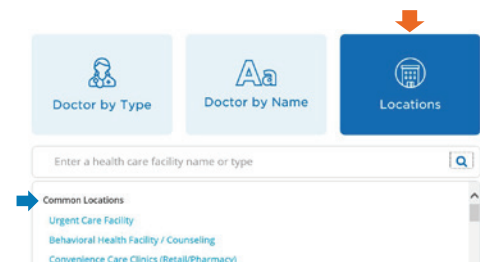 Doctor by Type
Aa
Doctor by Name
Locations
Enter a health care facility name or type
Common Locations
Urgent Care Facility
Behavioral Health Facility / Counseling
Convenience Care Clinics (Retail/Pharmacy)